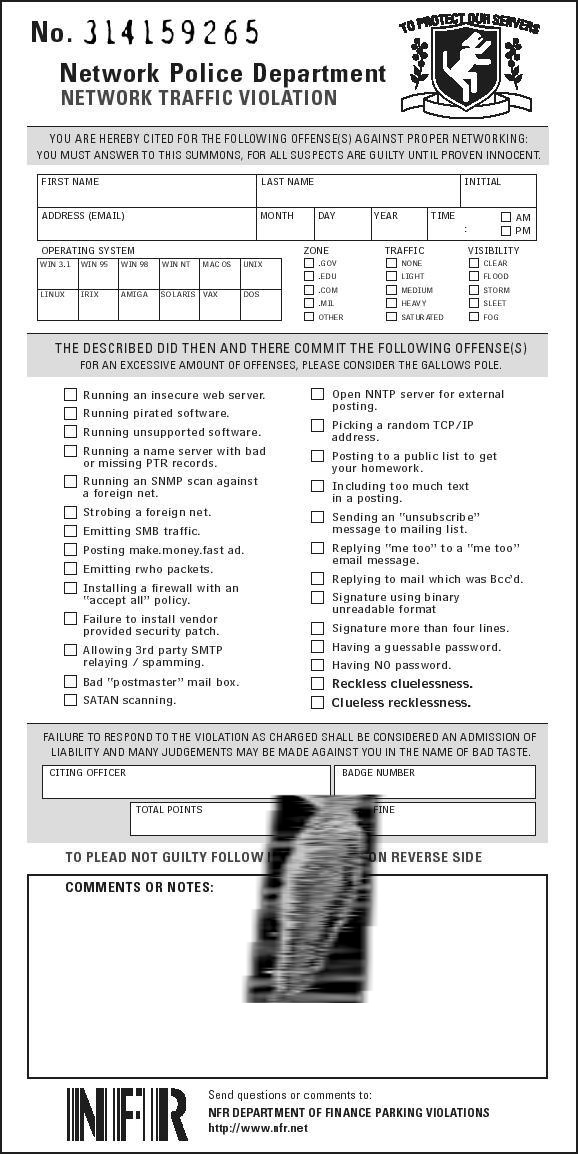 No. 314159265
TO PROTECT OUR SERVERS
Network Police Department
NETWORK TRAFFIC VIOLATION
YOU ARE HEREBY CITED FOR THE FOLLOWING OFFENSE(S) AGAINST PROPER NETWORKING:
YOU MUST ANSWER TO THIS SUMMONS, FOR ALL SUSPECTS ARE GUILTY UNTIL PROVEN INNOCENT.
FIRST NAME LAST NAME INITIAL
ADDRESS (EMAIL) MONTH DAY YEAR TIME : AM
PM
OPERATING SYSTEM ZONE TRAFFIC VISIBILITY
WIN 3.1 WIN 95 WIN 98 WIN NT MAC OS UNIX
LINUX IRIX AMIGA SOLARIS VAX DOS
.GOV NONE CLEAR
.EDU LIGHT FLOOD
.COM MEDIUM STORM
.MIL HEAVY SLEET
OTHER SATURATED FOG
THE DESCRIBED DID THEN AND THERE COMMIT THE FOLLOWING OFFENSE(S)
FOR AN EXCESSIVE AMOUNT OF OFFENSES, PLEASE CONSIDER THE GALLOWS POLE.
Running an insecure web server.
Running pirated software.
Running unsupported software.
Running a name server with bad
or missing PTR records.
Running an SNMP scan against
a foreign net.
Strobing a foreign net.
Emitting SMB traffic.
Posting make.money.fast ad.
Emitting rwho packets.
Installing a firewall with an
"accept all" policy.
Failure to install vendor
provided security patch.
Allowing 3rd party SMTP
relaying / spamming.
Bad "postmaster" mail box.
SATAN scanning.
Open NNTP server for external
posting.
Picking a random TCP/IP
address.
Posting to a public list to get
your homework.
Including too much text
in a posting.
Sending an "unsubscribe"
message to mailing list.
Replying "me too" to a "me too"
email message.
Replying to mail which was Bcc'd.
Signature using binary
unreadable format
Signature more than four lines.
Having a guessable password.
Having NO password.
Reckless cluelessness.
Clueless recklessness.
FAILURE TO RESPOND TO THE VIOLATION AS CHARGED SHALL BE CONSIDERED AN ADMISSION OF
LIABILITY AND MANY JUDGEMENTS MAY BE MADE AGAINST YOU IN THE NAME OF BAD TASTE.
CITING OFFICER BADGE NUMBER
TOTAL POINTS FINE
TO PLEAD NOT GUILTY FOLLOW ON REVERSE SIDE
COMMENTS OR NOTES:
NFR
Send questions or comments to:
NFR DEPARTMENT OF FINANCE PARKING VIOLATIONS
http://www.nfr.net